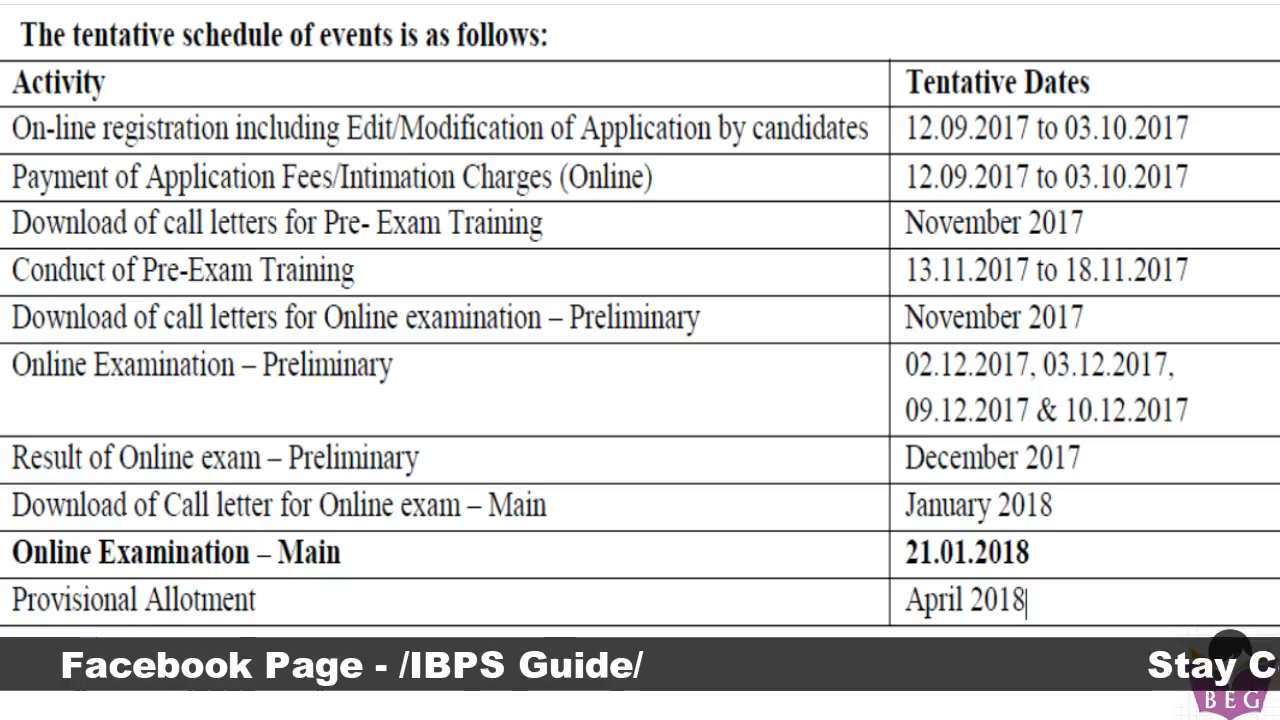 The tentative schedule of events is as follows:
Activity Tentative Dates
On-line registration including Edit/Modification of Application by candidates 12.09.2017 to 03.10.2017
Payment of Application Fees/Intimation Charges (Online) 12.09.2017 to 03.10.2017
Download of call letters for Pre- Exam Training November 2017
Conduct of Pre-Exam Training 13.11.2017 to 18.11.2017
Download of call letters for Online examination – Preliminary November 2017
Online Examination – Preliminary 02.12.2017, 03.12.2017,
09.12.2017 & 10.12.2017
Result of Online exam – Preliminary December 2017
Download of Call letter for Online exam – Main January 2018
Online Examination – Main 21.01.2018
Provisional Allotment April 2018
Facebook Page - /IBPS Guide/ Stay C
BEG